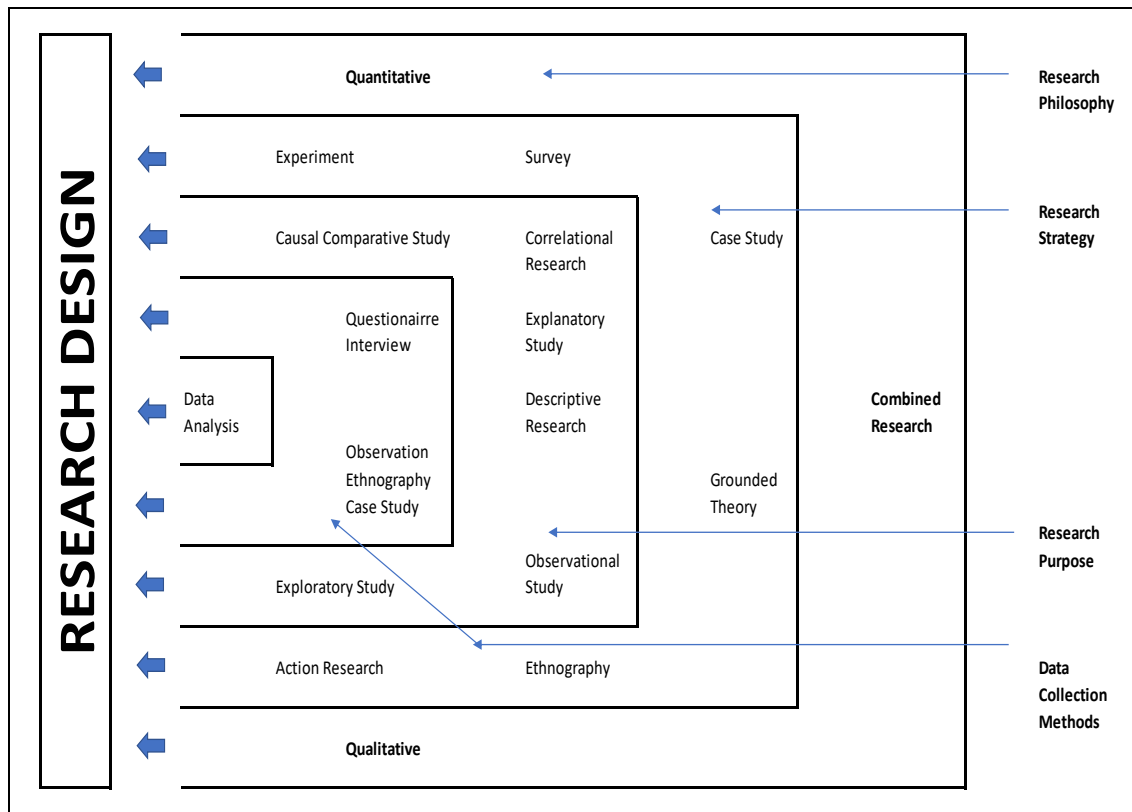 RESEARCH DESIGN
Quantitative
Research
Philosophy
Experiment
Survey
Research
Strategy
Causal Comparative Study
Correlational
Research
Case Study
Questionairre
Interview
Explanatory
Study
Data
Analysis
Descriptive
Research
Combined
Research
Observation
Ethnography
Case Study
Grounded
Theory
Research
Purpose
Observational
Study
Exploratory Study
Action Research
Ethnography
Data
Collection
Methods
Qualitative